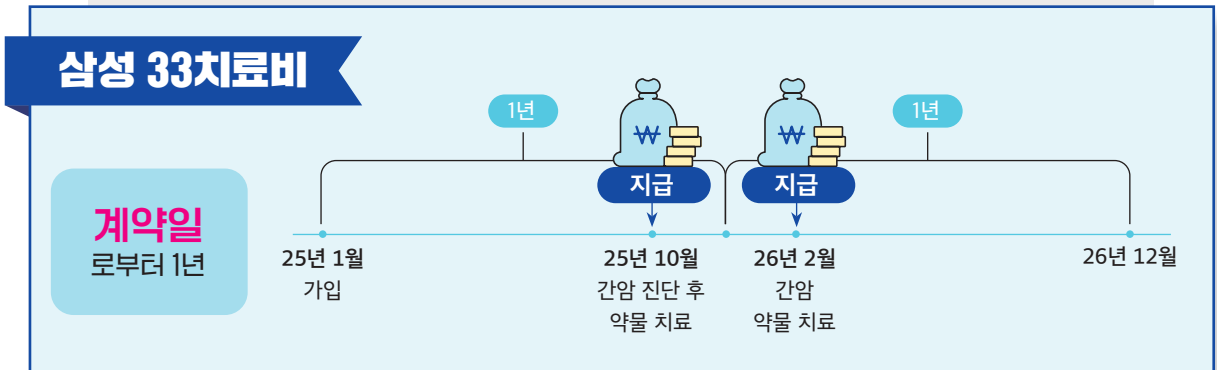 삼성 33치료비
1년
1년
₩
₩
지급
지급
계약일
로부터 1년
25년 1월
가입
25년 10월
간암 진단 후
약물 치료
26년 2월
간암
약물 치료
26년 12월